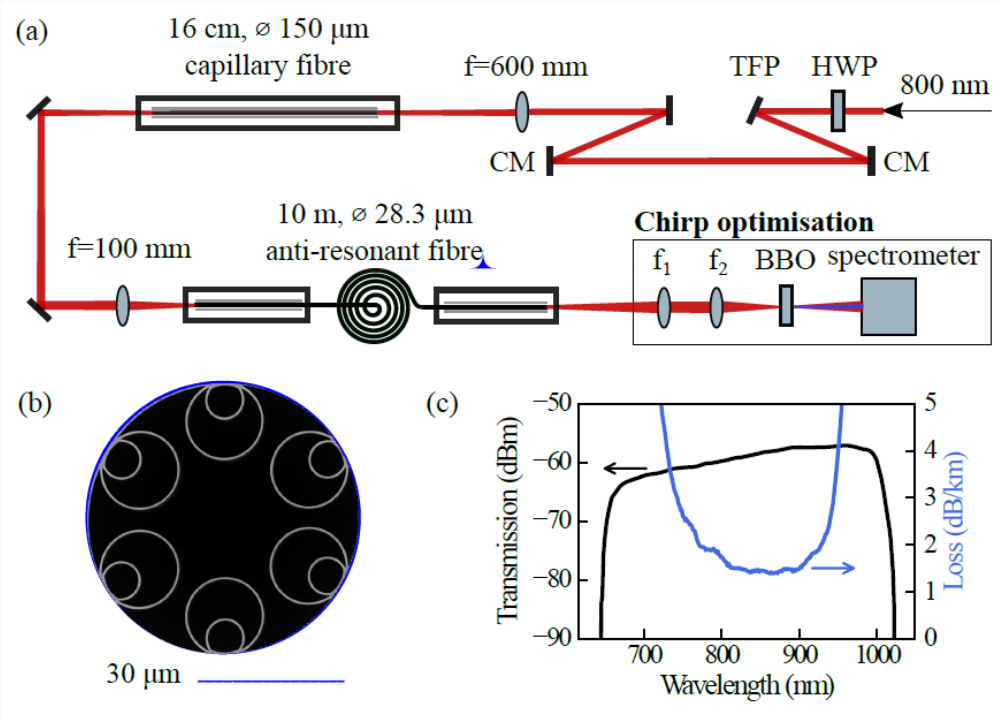 (a)
16 cm, ⌀ 150 μm
capillary fibre
f=600 mm
TFP
HWP
800 nm
CM
CM
10 m, ⌀ 28.3 μm
anti-resonant fibre
f=100 mm
Chirp optimisation
f₁
f₂
BBO
spectrometer
(b)
30 μm
(c)
Transmission (dBm)
−50
−60
−70
−80
−90
700
800
900
1000
Wavelength (nm)
5
4
3
2
1
0
Loss (dB/km)